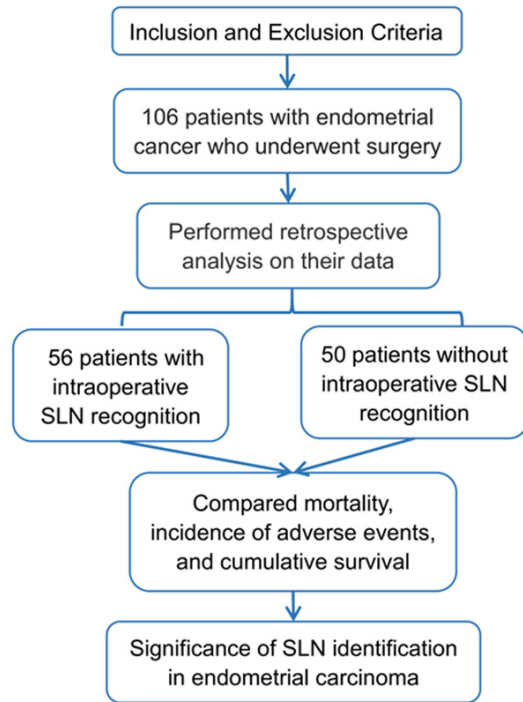 Inclusion and Exclusion Criteria
106 patients with endometrial
cancer who underwent surgery
Performed retrospective
analysis on their data
56 patients with
intraoperative
SLN recognition
50 patients without
intraoperative SLN
recognition
Compared mortality,
incidence of adverse events,
and cumulative survival
Significance of SLN identification
in endometrial carcinoma